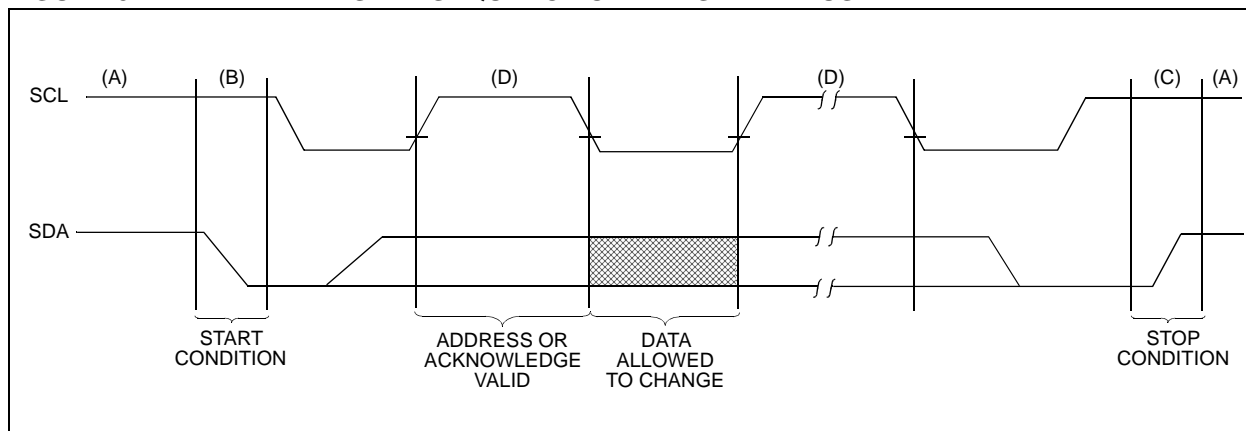 (A) (B) (D) (D) (C) (A)
SCL
SDA
START
CONDITION
ADDRESS OR
ACKNOWLEDGE
VALID
DATA
ALLOWED
TO CHANGE
STOP
CONDITION